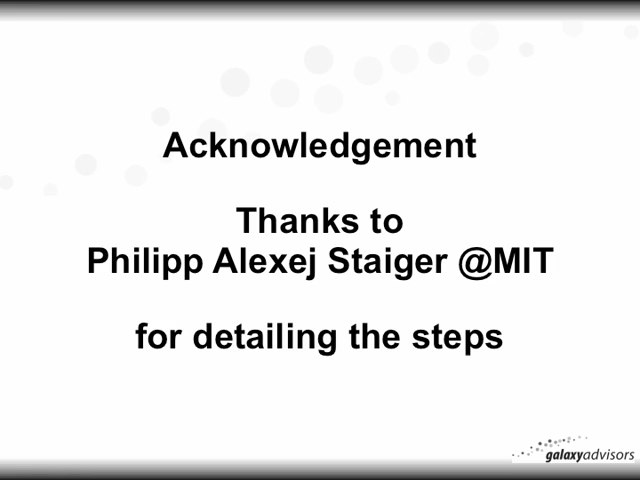 Acknowledgement
Thanks to
Philipp Alexej Staiger @MIT
for detailing the steps
galaxyadvisors